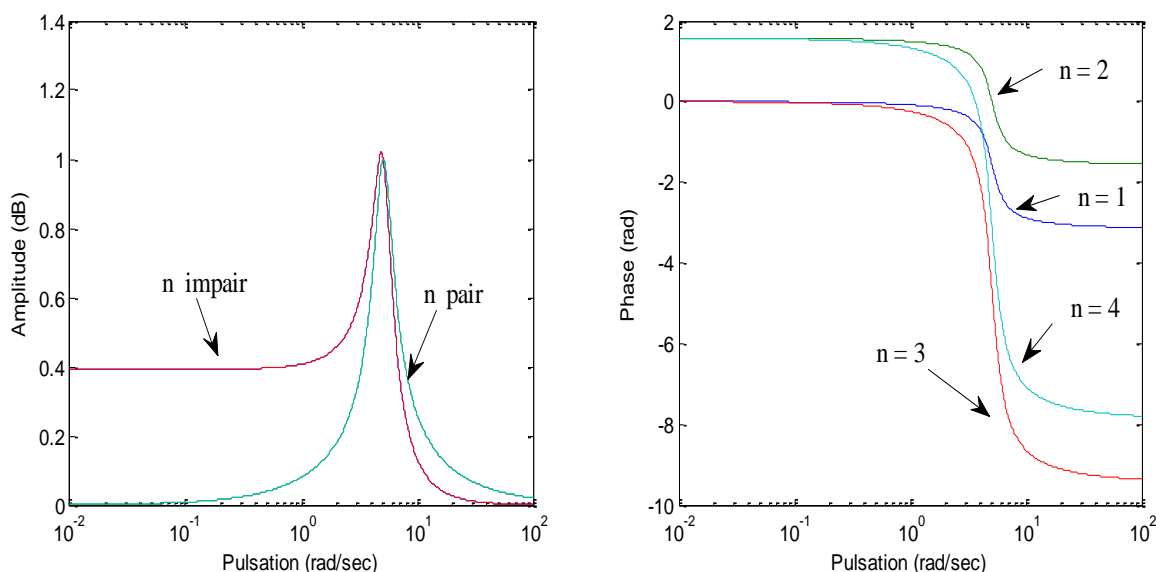 1.4
1.2
1
0.8
0.6
0.4
0.2
0
Amplitude (dB)
n impair
n pair
10^-2
10^-1
10^0
10^1
10^2
Pulsation (rad/sec)
2
0
-2
-4
-6
-8
-10
Phase (rad)
n = 2
n = 1
n = 4
n = 3
10^-2
10^-1
10^0
10^1
10^2
Pulsation (rad/sec)